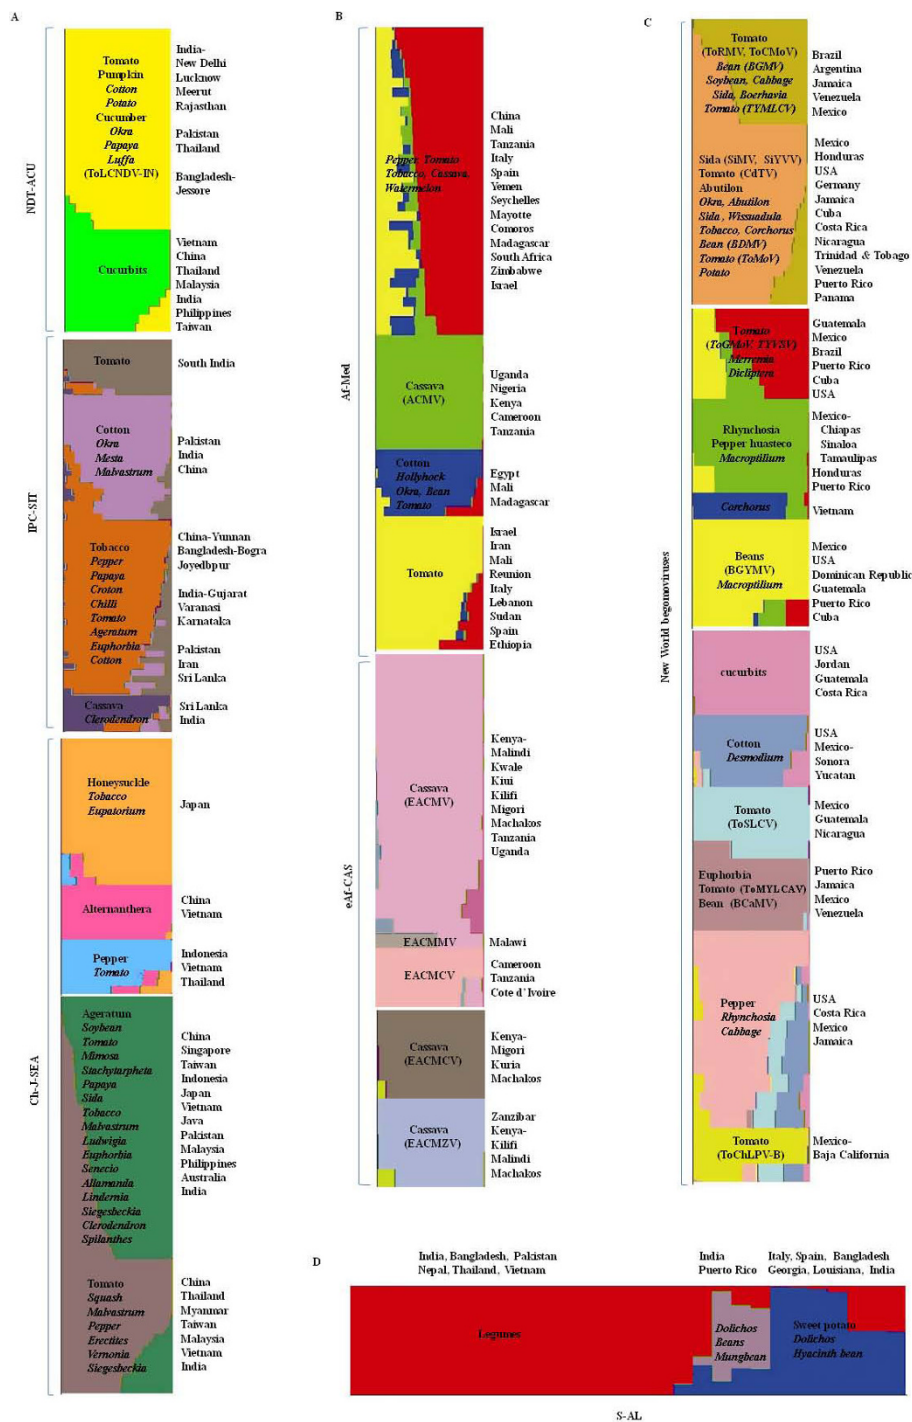 A
NDT-ACU
Tomato
Pumpkin
Cotton
Potato
Cucumber
Okra
Papaya
Luffa
(ToLCNDV-IN)
India-
New Delhi
Lucknow
Meerut
Rajasthan
Pakistan
Thailand
Bangladesh-
Jessore
Cucurbits
Vietnam
China
Thailand
Malaysia
India
Philippines
Taiwan
IPC-SIT
Tomato
South India
Cotton
Okra
Mesta
Malvastrum
Pakistan
India
China
Tobacco
Pepper
Papaya
Croton
Chilli
Tomato
Ageratum
Euphorbia
Cotton
China-Yunnan
Bangladesh-Bogra
Joyedbpur
India-Gujarat
Varanasi
Karnataka
Pakistan
Iran
Sri Lanka
Cassava
Clerodendron
Sri Lanka
India
Ch-J-SEA
Honeysuckle
Tobacco
Eupatorium
Japan
Alternanthera
China
Vietnam
Pepper
Tomato
Indonesia
Vietnam
Thailand
Ageratum
Soybean
Tomato
Mimosa
Stachytarpheta
Papaya
Sida
Tobacco
Malvastrum
Ludwigia
Euphorbia
Senecio
Allamanda
Lindernia
Siegesbeckia
Clerodendron
Spilanthes
China
Singapore
Taiwan
Indonesia
Japan
Vietnam
Java
Pakistan
Malaysia
Philippines
Australia
India
Tomato
Squash
Malvastrum
Pepper
Erectites
Vernonia
Siegesbeckia
China
Thailand
Myanmar
Taiwan
Malaysia
Vietnam
India
B
Af-Med
Pepper, Tomato
Tobacco, Cassava,
Watermelon
China
Mali
Tanzania
Italy
Spain
Yemen
Seychelles
Mayotte
Comoros
Madagascar
South Africa
Zimbabwe
Israel
Cassava
(ACMV)
Uganda
Nigeria
Kenya
Cameroon
Tanzania
Cotton
Hollyhock
Okra, Bean
Tomato
Egypt
Mali
Madagascar
Tomato
Israel
Iran
Mali
Reunion
Italy
Lebanon
Sudan
Spain
Ethiopia
eAf-CAS
Cassava
(EACMV)
Kenya-
Malindi
Kwale
Kiui
Kilifi
Migori
Machakos
Tanzania
Uganda
EACMMV
Malawi
EACMCV
Cameroon
Tanzania
Cote d'Ivoire
Cassava
(EACMCV)
Kenya-
Migori
Kuria
Machakos
Cassava
(EACMZV)
Zanzibar
Kenya-
Kilifi
Malindi
Machakos
C
New World begomoviruses
Tomato
(ToRMV, ToCMoV)
Bean (BGMV)
Soybean, Cabbage
Sida, Boerhavia
Tomato (TYMLCV)
Brazil
Argentina
Jamaica
Venezuela
Mexico
Sida (SiMV, SiYVV)
Tomato (CdTV)
Abutilon
Okra, Abutilon
Sida, Wissuadula
Tobacco, Corchorus
Bean (BDMV)
Tomato (ToMoV)
Potato
Mexico
Honduras
USA
Germany
Jamaica
Cuba
Costa Rica
Nicaragua
Trinidad & Tobago
Venezuela
Puerto Rico
Panama
Tomato
(ToGMoV, TYVSV)
Merremia
Dicliptera
Guatemala
Mexico
Brazil
Puerto Rico
Cuba
USA
Rhynchosia
Pepper huasteco
Macroptilium
Mexico-
Chiapas
Sinaloa
Tamaulipas
Honduras
Puerto Rico
Corchorus
Vietnam
Beans
(BGYMV)
Macroptilium
Mexico
USA
Dominican Republic
Guatemala
Puerto Rico
Cuba
cucurbits
USA
Jordan
Guatemala
Costa Rica
Cotton
Desmodium
USA
Mexico-
Sonora
Yucatan
Tomato
(ToSLCV)
Mexico
Guatemala
Nicaragua
Euphorbia
Tomato (ToMYLCAV)
Bean (BCaMV)
Puerto Rico
Jamaica
Mexico
Venezuela
Pepper
Rhynchosia
Cabbage
USA
Costa Rica
Mexico
Jamaica
Tomato
(ToChLPV-B)
Mexico-
Baja California
D
India, Bangladesh, Pakistan
Nepal, Thailand, Vietnam
India
Puerto Rico
Italy, Spain, Bangladesh
Georgia, Louisiana, India
Legumes
Dolichos
Beans
Mungbean
Sweet potato
Dolichos
Hyacinth bean
S-AL